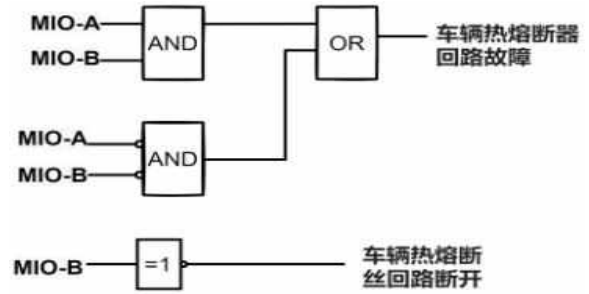 MIO-A
MIO-B
AND
OR
车辆热熔断器
回路故障
MIO-A
MIO-B
AND
MIO-B
=1
车辆热熔断
丝回路断开